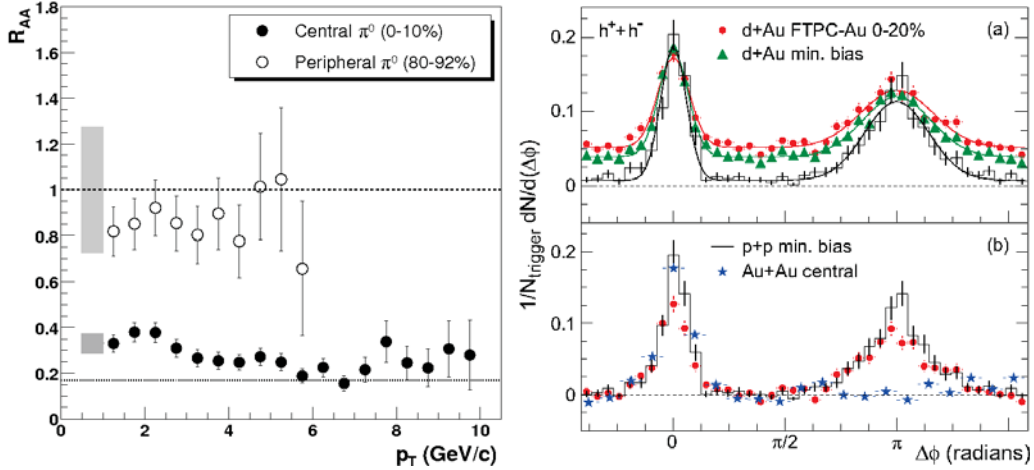 R_AA
1.8
1.6
1.4
1.2
1
0.8
0.6
0.4
0.2
0
Central π⁰ (0-10%)
Peripheral π⁰ (80-92%)
0 2 4 6 8 10
p_T (GeV/c)
1/N_trigger dN/d(Δϕ)
0.2
0.1
0
h⁺+h⁻
d+Au FTPC-Au 0-20%
d+Au min. bias
(a)
0.2
0.1
0
p+p min. bias
Au+Au central
(b)
0 π/2 π Δϕ (radians)